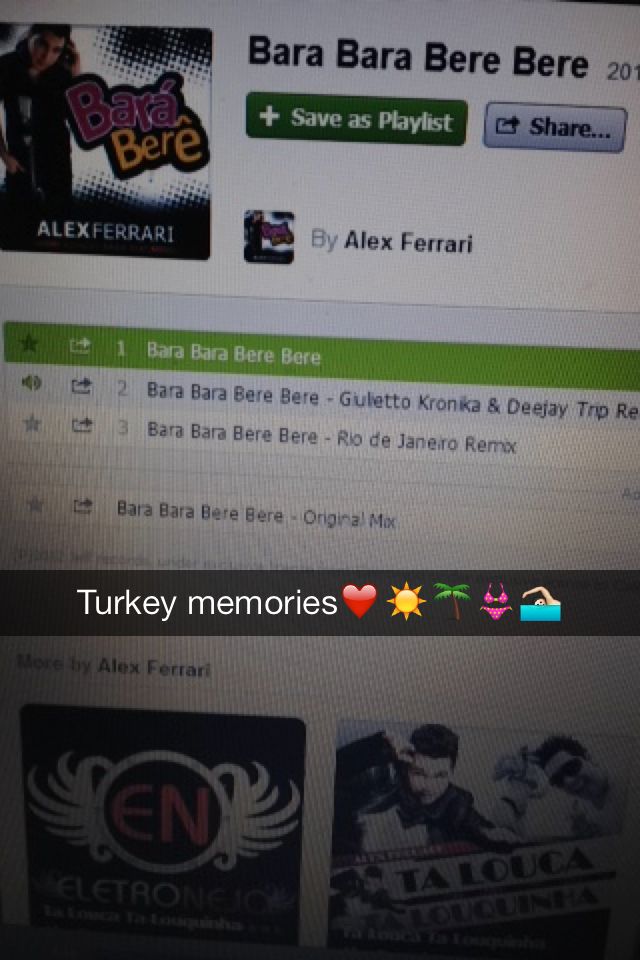 Bara Bara Bere Bere 201
+ Save as Playlist Share...
Bará
Berê
ALEXFERRARI
By Alex Ferrari
1 Bara Bara Bere Bere
2 Bara Bara Bere Bere - Giuletto Kronika & Deejay Trip Re
3 Bara Bara Bere Bere - Rio de Janeiro Remix
Bara Bara Bere Bere - Original Mix
Turkey memories❤️☀️🌴👙🏊
More by Alex Ferrari
EN
ELETRONEJO
Ta Louca Ta Louquinha
TA LOUCA
TA LOUQUINHA
Ta Louca Ta Louquinha